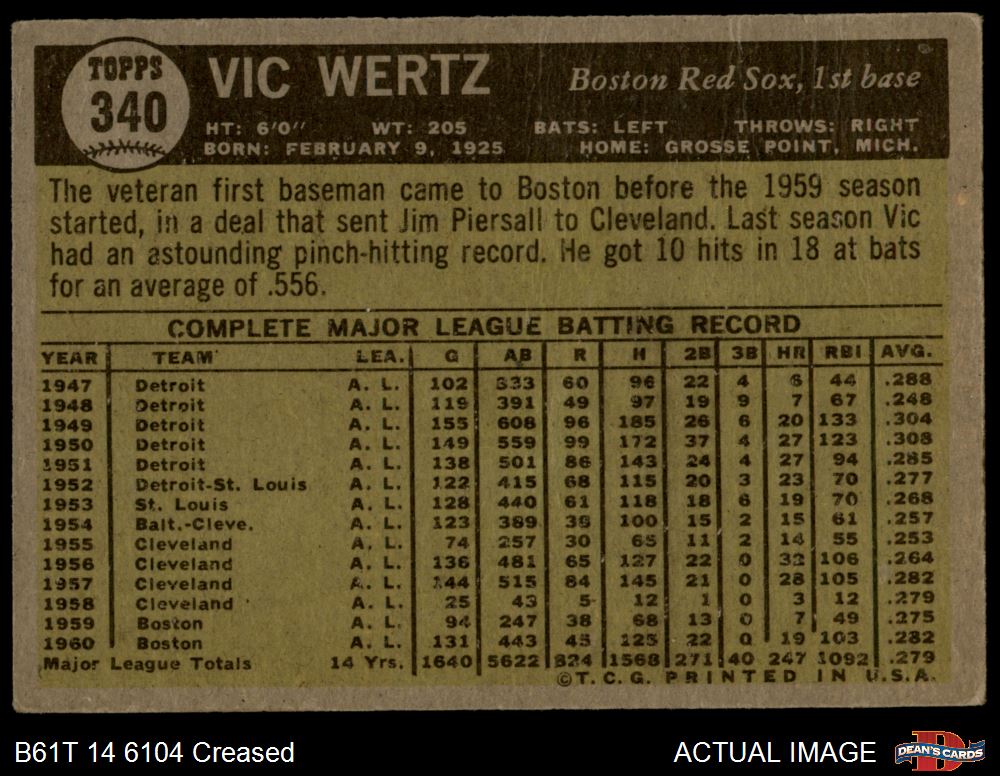 TOPPS
340
VIC WERTZ
Boston Red Sox, 1st base
HT: 6'0" WT: 205 BATS: LEFT THROWS: RIGHT
BORN: FEBRUARY 9, 1925 HOME: GROSSE POINT, MICH.
The veteran first baseman came to Boston before the 1959 season
started, in a deal that sent Jim Piersall to Cleveland. Last season Vic
had an astounding pinch-hitting record. He got 10 hits in 18 at bats
for an average of .556.
COMPLETE MAJOR LEAGUE BATTING RECORD
YEAR TEAM LEA. G AB R H 2B 3B HR RBI AVG.
1947 Detroit A. L. 102 333 60 96 22 4 6 44 .288
1948 Detroit A. L. 119 391 49 97 19 9 7 67 .248
1949 Detroit A. L. 155 608 96 185 26 6 20 133 .304
1950 Detroit A. L. 149 559 99 172 37 4 27 123 .308
1951 Detroit A. L. 138 501 86 143 24 4 27 94 .285
1952 Detroit-St. Louis A. L. 122 415 68 115 20 3 23 70 .277
1953 St. Louis A. L. 128 440 61 118 18 6 19 70 .268
1954 Balt.-Cleve. A. L. 123 389 39 100 15 2 15 61 .257
1955 Cleveland A. L. 74 257 30 65 11 2 14 55 .253
1956 Cleveland A. L. 136 481 65 127 22 0 32 106 .264
1957 Cleveland A. L. 144 515 84 145 21 0 28 105 .282
1958 Cleveland A. L. 25 43 5 12 1 0 3 12 .279
1959 Boston A. L. 94 247 38 68 13 0 7 49 .275
1960 Boston A. L. 131 443 45 125 22 0 19 103 .282
Major League Totals 14 Yrs. 1640 5622 824 1568 271 40 247 1092 .279
©T. C. G. PRINTED IN U.S.A.
B61T 14 6104 Creased
ACTUAL IMAGE
D
DEAN'S CARDS